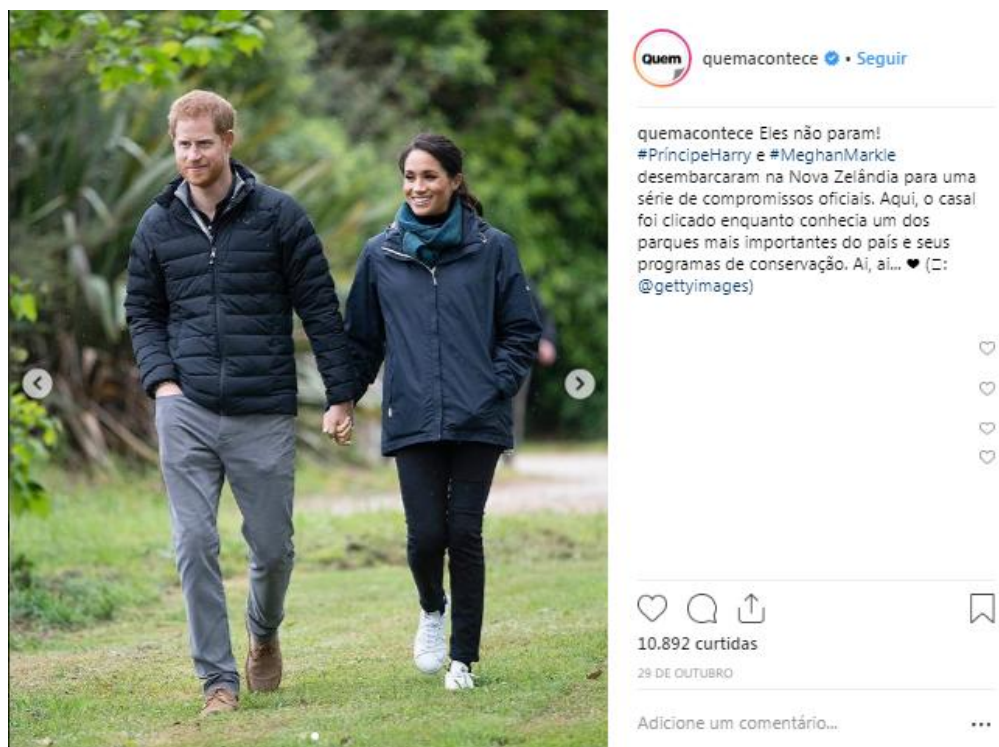 Quem
quemacontece • Seguir
quemacontece Eles não param!
#PríncipeHarry e #MeghanMarkle
desembarcaram na Nova Zelândia para uma
série de compromissos oficiais. Aqui, o casal
foi clicado enquanto conhecia um dos
parques mais importantes do país e seus
programas de conservação. Ai, ai... ♥ (□:
@gettyimages)
10.892 curtidas
29 DE OUTUBRO
Adicione um comentário...